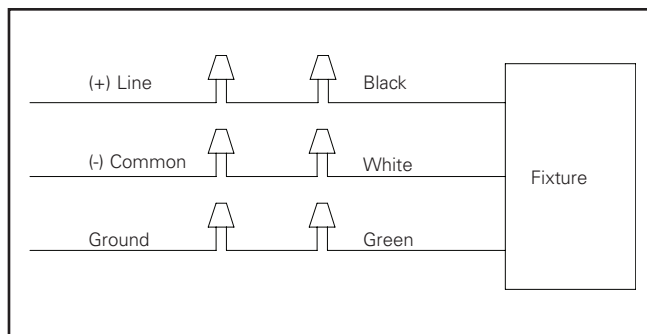 (+) Line Black
(-) Common White
Fixture
Ground Green